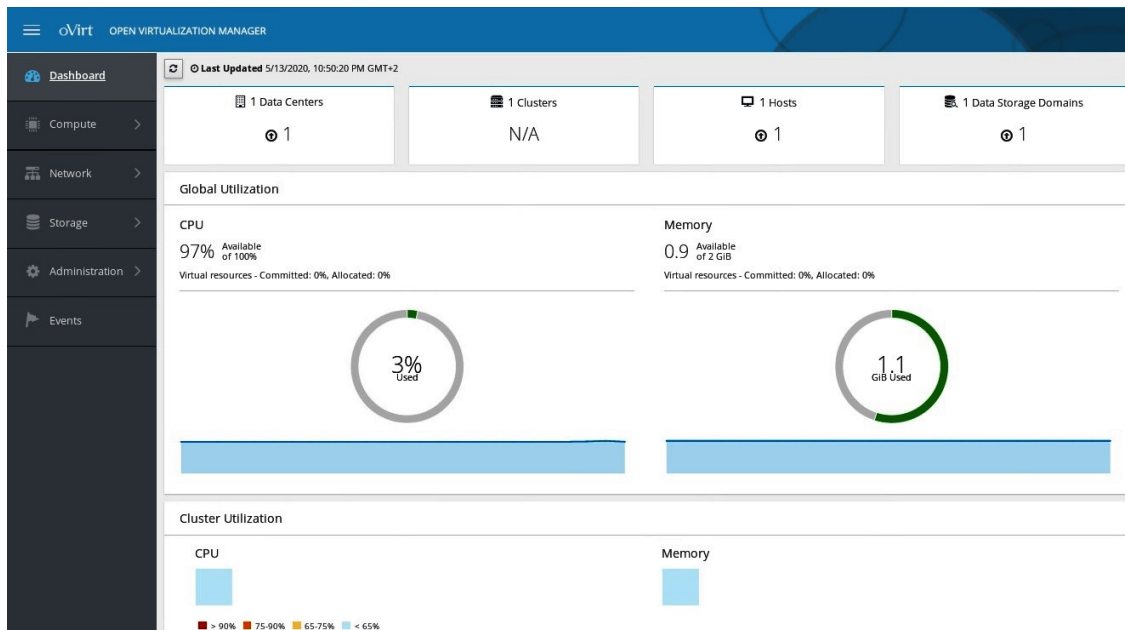 oVirt OPEN VIRTUALIZATION MANAGER
Dashboard
Compute
Network
Storage
Administration
Events
Last Updated 5/13/2020, 10:50:20 PM GMT+2
1 Data Centers
1
1 Clusters
N/A
1 Hosts
1
1 Data Storage Domains
1
Global Utilization
CPU
97% Available
of 100%
Virtual resources - Committed: 0%, Allocated: 0%
3%
Used
Memory
0.9 Available
of 2 GiB
Virtual resources - Committed: 0%, Allocated: 0%
1.1
GiB Used
Cluster Utilization
CPU
Memory
> 90% 75-90% 65-75% < 65%